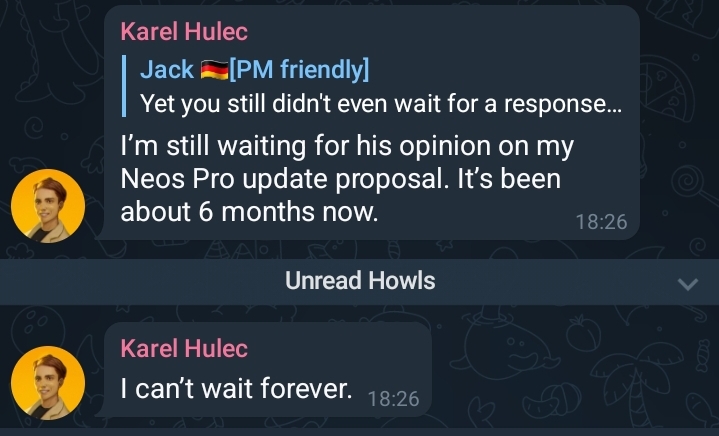 Karel Hulec
Jack 🇩🇪[PM friendly]
Yet you still didn't even wait for a response...
I’m still waiting for his opinion on my
Neos Pro update proposal. It’s been
about 6 months now.
18:26
Unread Howls
Karel Hulec
I can’t wait forever.
18:26